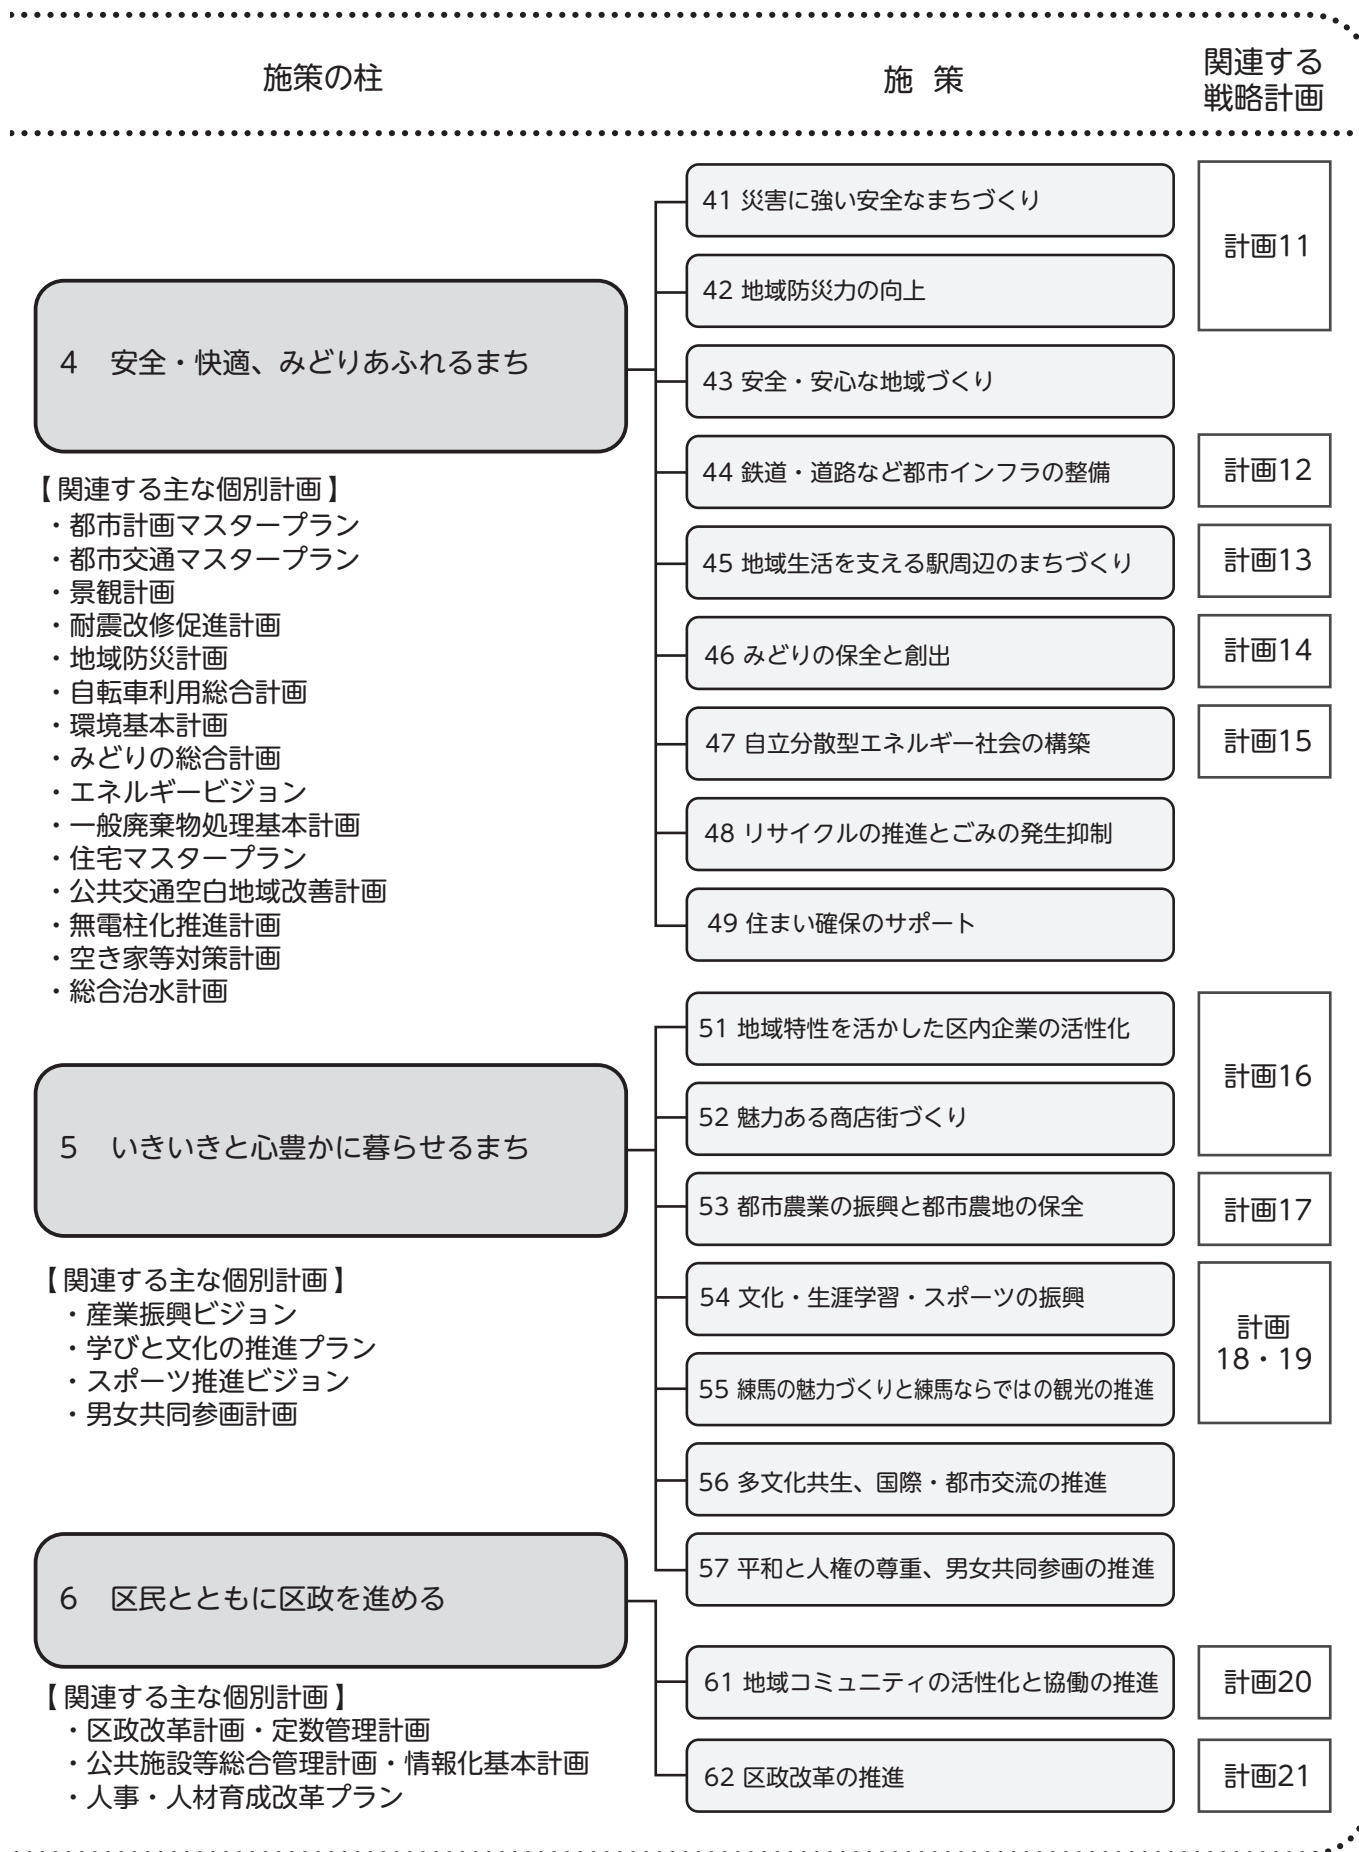 施策の柱
施 策
関連する
戦略計画
4 安全・快適、みどりあふれるまち
【関連する主な個別計画】
・都市計画マスタープラン
・都市交通マスタープラン
・景観計画
・耐震改修促進計画
・地域防災計画
・自転車利用総合計画
・環境基本計画
・みどりの総合計画
・エネルギービジョン
・一般廃棄物処理基本計画
・住宅マスタープラン
・公共交通空白地域改善計画
・無電柱化推進計画
・空き家等対策計画
・総合治水計画
41 災害に強い安全なまちづくり
42 地域防災力の向上
計画11
43 安全・安心な地域づくり
44 鉄道・道路など都市インフラの整備
計画12
45 地域生活を支える駅周辺のまちづくり
計画13
46 みどりの保全と創出
計画14
47 自立分散型エネルギー社会の構築
計画15
48 リサイクルの推進とごみの発生抑制
49 住まい確保のサポート
5 いきいきと心豊かに暮らせるまち
【関連する主な個別計画】
・産業振興ビジョン
・学びと文化の推進プラン
・スポーツ推進ビジョン
・男女共同参画計画
51 地域特性を活かした区内企業の活性化
52 魅力ある商店街づくり
計画16
53 都市農業の振興と都市農地の保全
計画17
54 文化・生涯学習・スポーツの振興
55 練馬の魅力づくりと練馬ならではの観光の推進
計画
18・19
56 多文化共生、国際・都市交流の推進
57 平和と人権の尊重、男女共同参画の推進
6 区民とともに区政を進める
【関連する主な個別計画】
・区政改革計画・定数管理計画
・公共施設等総合管理計画・情報化基本計画
・人事・人材育成改革プラン
61 地域コミュニティの活性化と協働の推進
計画20
62 区政改革の推進
計画21